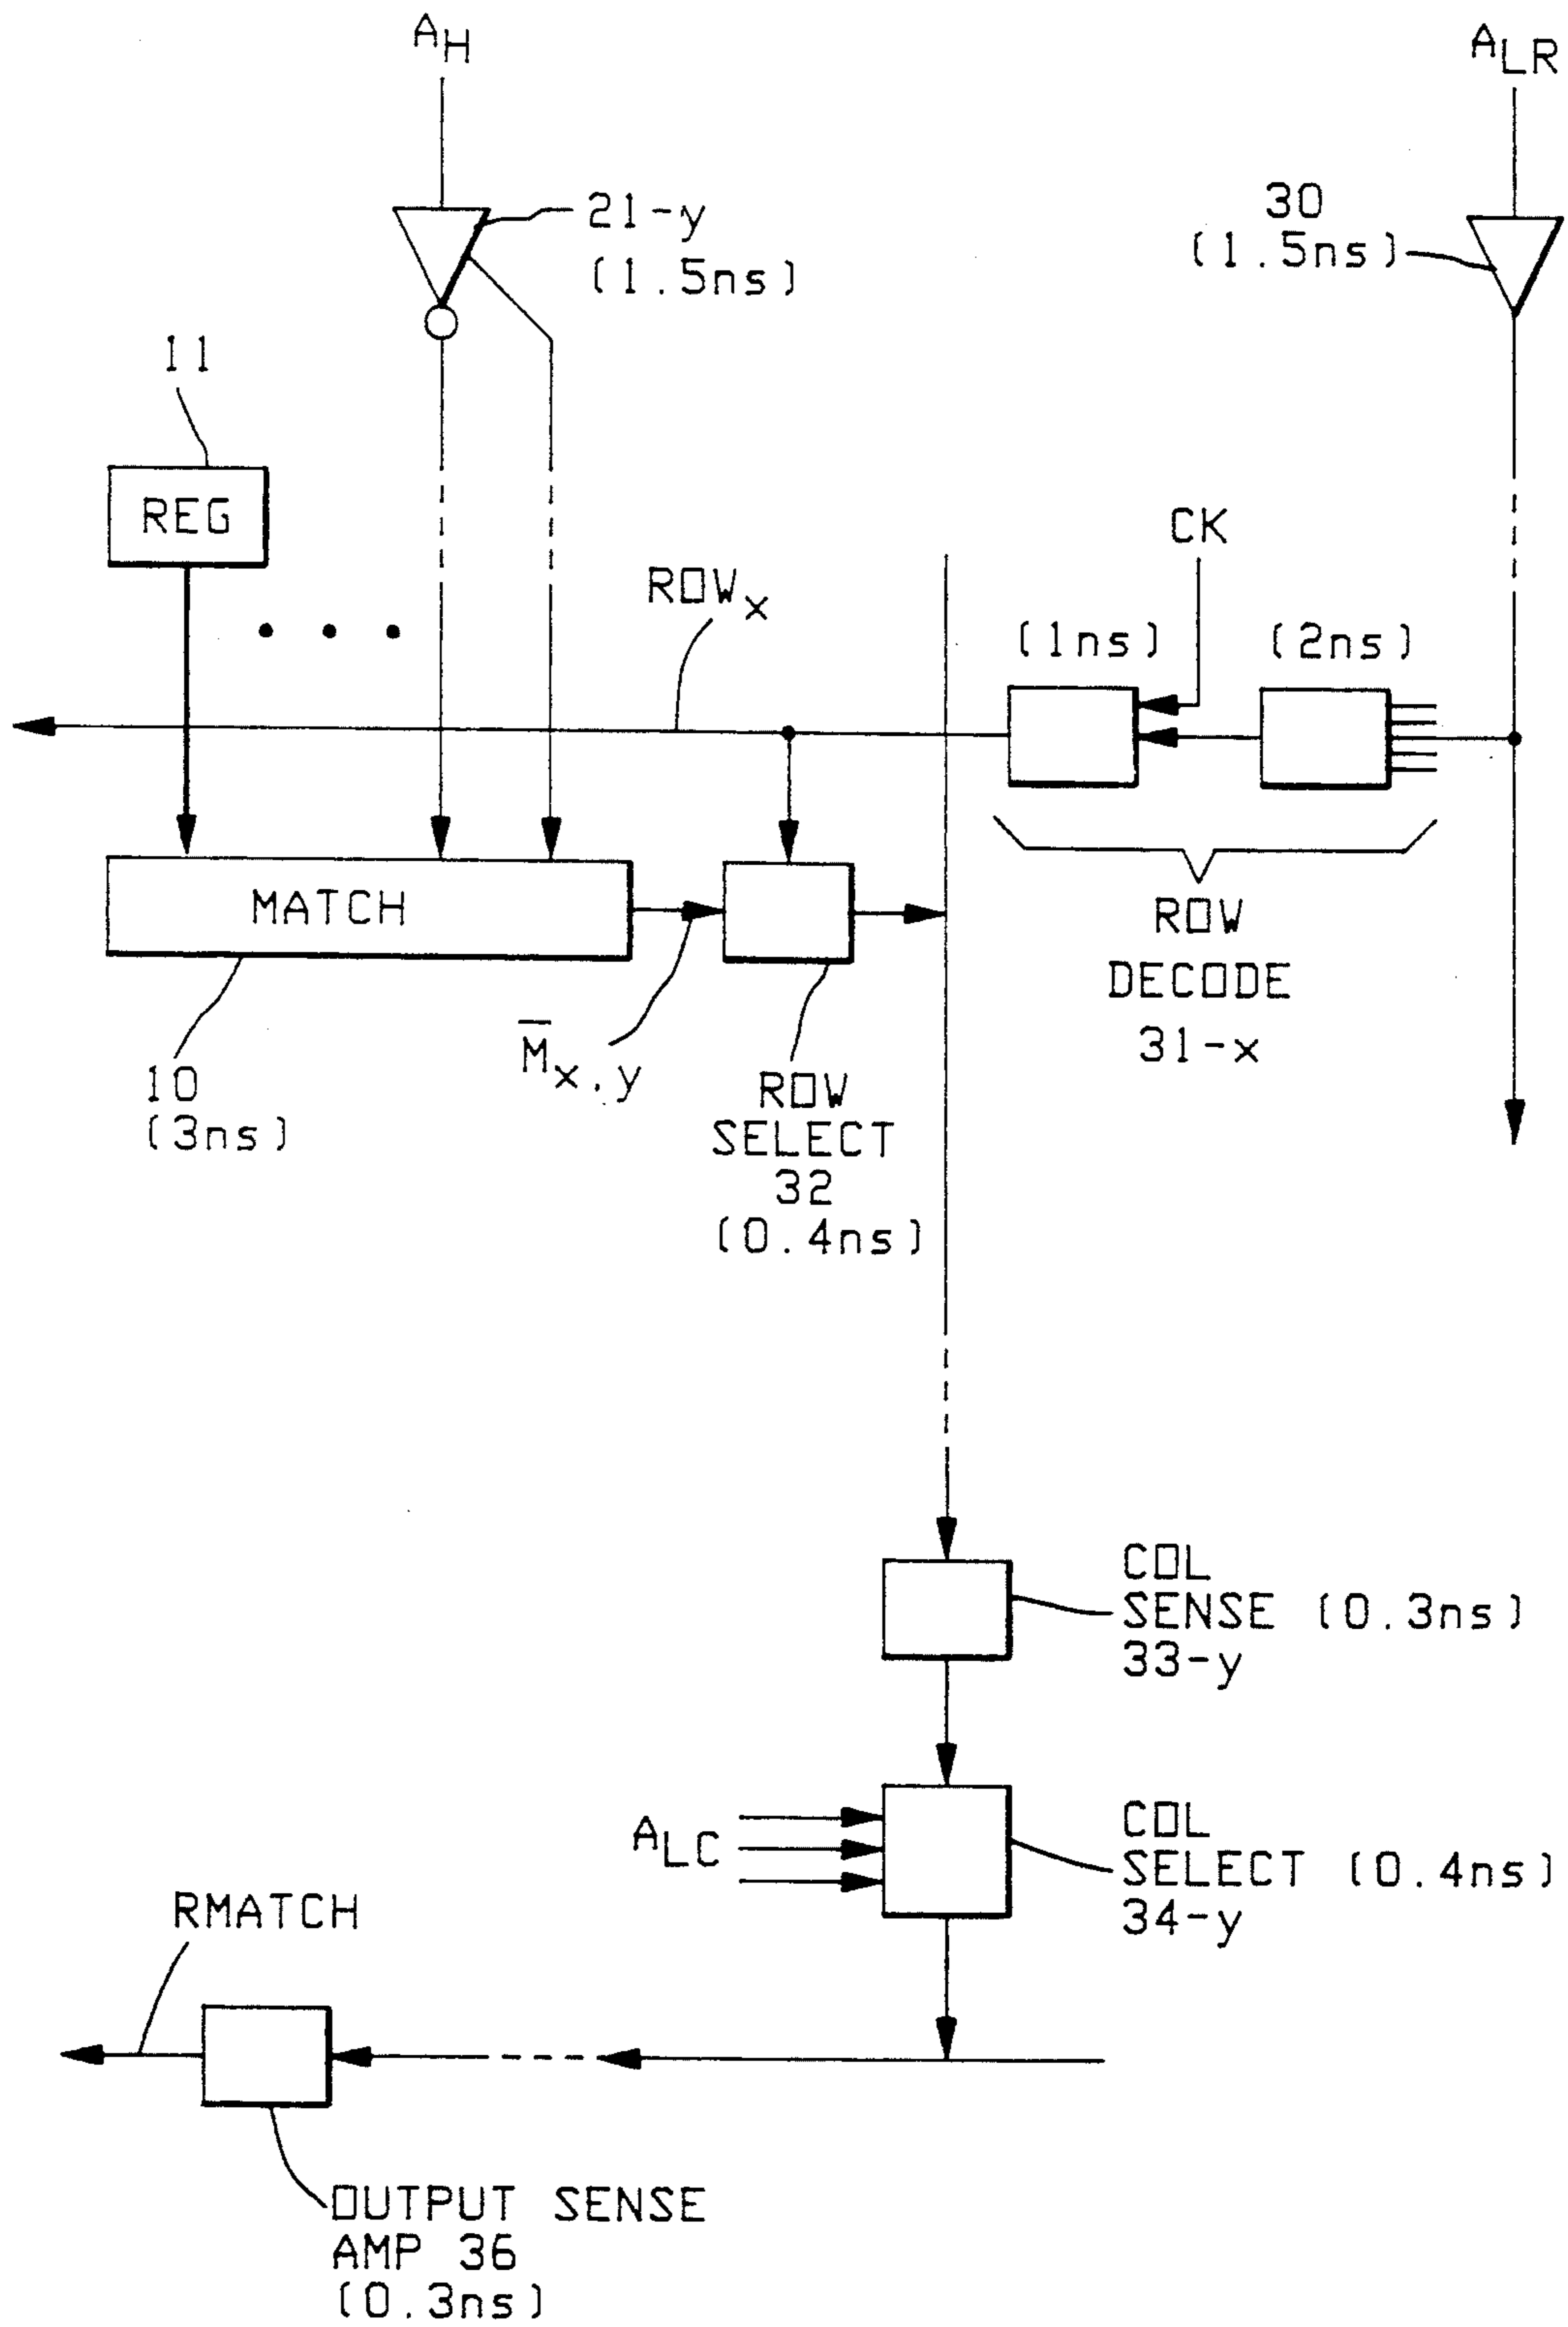 A_H
A_LR
21-y
(1.5ns)
30
(1.5ns)
11
REG
CK
ROW_x
(1ns)
(2ns)
MATCH
ROW
DECODE
31-x
M̅_x,y
10
(3ns)
ROW
SELECT
32
(0.4ns)
COL
SENSE (0.3ns)
33-y
A_LC
COL
SELECT (0.4ns)
34-y
RMATCH
OUTPUT SENSE
AMP 36
(0.3ns)